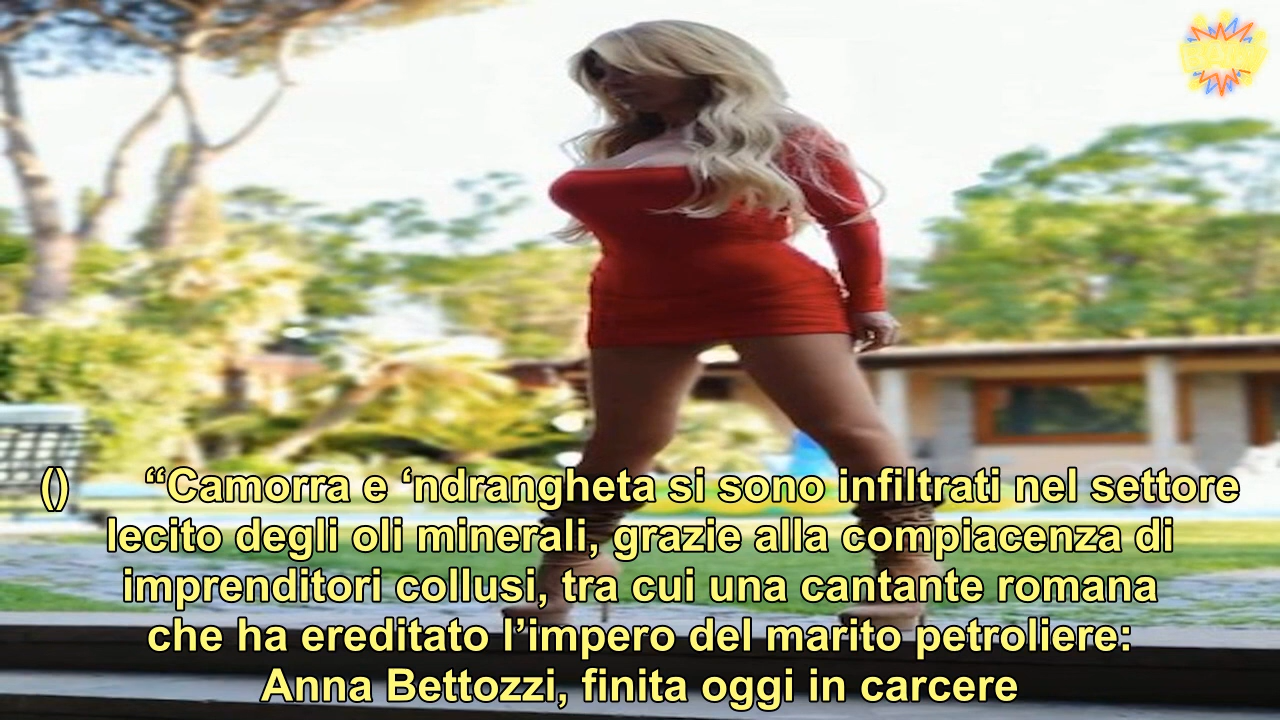 () “Camorra e ‘ndrangheta si sono infiltrati nel settore
lecito degli oli minerali, grazie alla compiacenza di
imprenditori collusi, tra cui una cantante romana
che ha ereditato l’impero del marito petroliere:
Anna Bettozzi, finita oggi in carcere